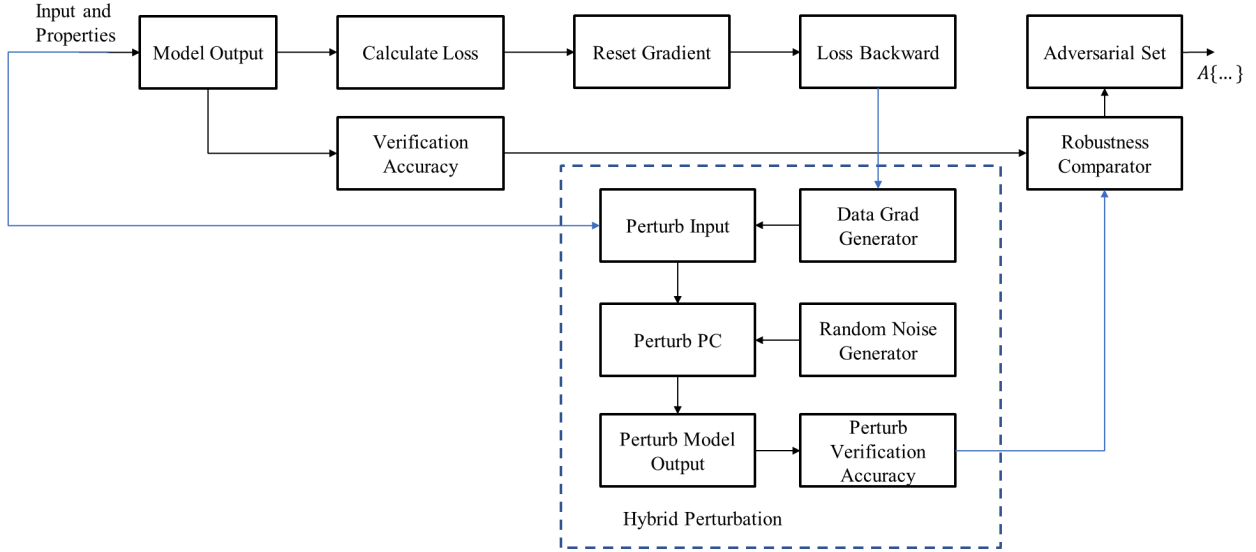 Input and
Properties
Model Output
Calculate Loss
Reset Gradient
Loss Backward
Adversarial Set
A{…}
Verification
Accuracy
Robustness
Comparator
Perturb Input
Data Grad
Generator
Perturb PC
Random Noise
Generator
Perturb Model
Output
Perturb
Verification
Accuracy
Hybrid Perturbation